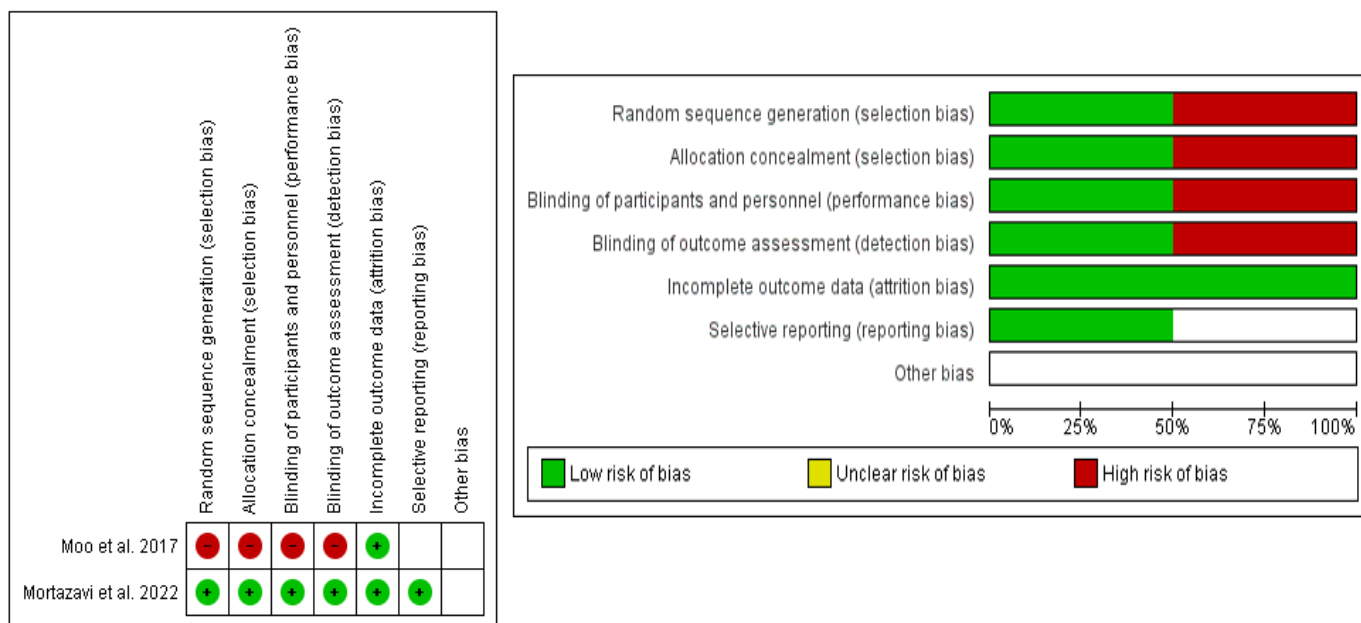 Random sequence generation (selection bias)
Allocation concealment (selection bias)
Blinding of participants and personnel (performance bias)
Blinding of outcome assessment (detection bias)
Incomplete outcome data (attrition bias)
Selective reporting (reporting bias)
Other bias
Moo et al. 2017
- - - - +
Mortazavi et al. 2022
+ + + + + +
Random sequence generation (selection bias)
Allocation concealment (selection bias)
Blinding of participants and personnel (performance bias)
Blinding of outcome assessment (detection bias)
Incomplete outcome data (attrition bias)
Selective reporting (reporting bias)
Other bias
0% 25% 50% 75% 100%
Low risk of bias Unclear risk of bias High risk of bias